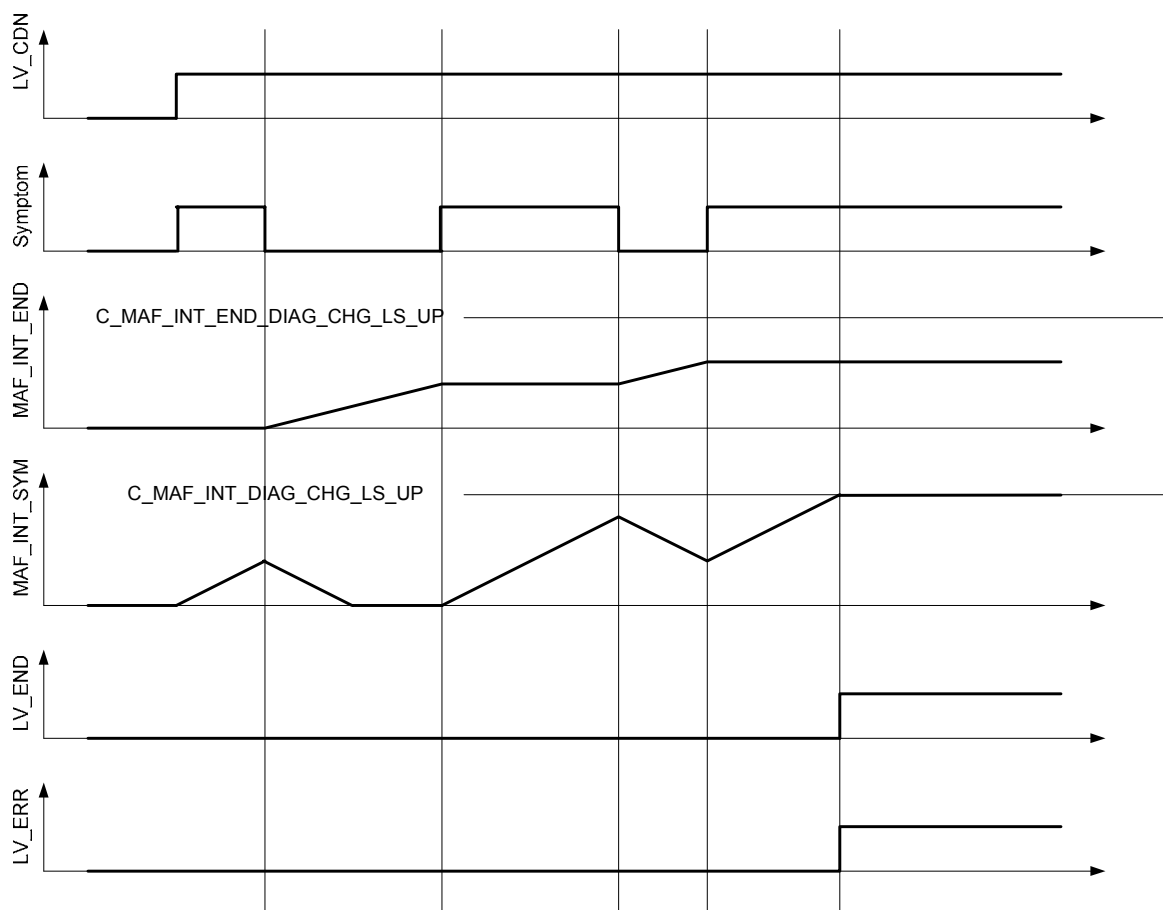 LV_CDN
Symptom
MAF_INT_END
C_MAF_INT_END_DIAG_CHG_LS_UP
MAF_INT_SYM
C_MAF_INT_DIAG_CHG_LS_UP
LV_END
LV_ERR